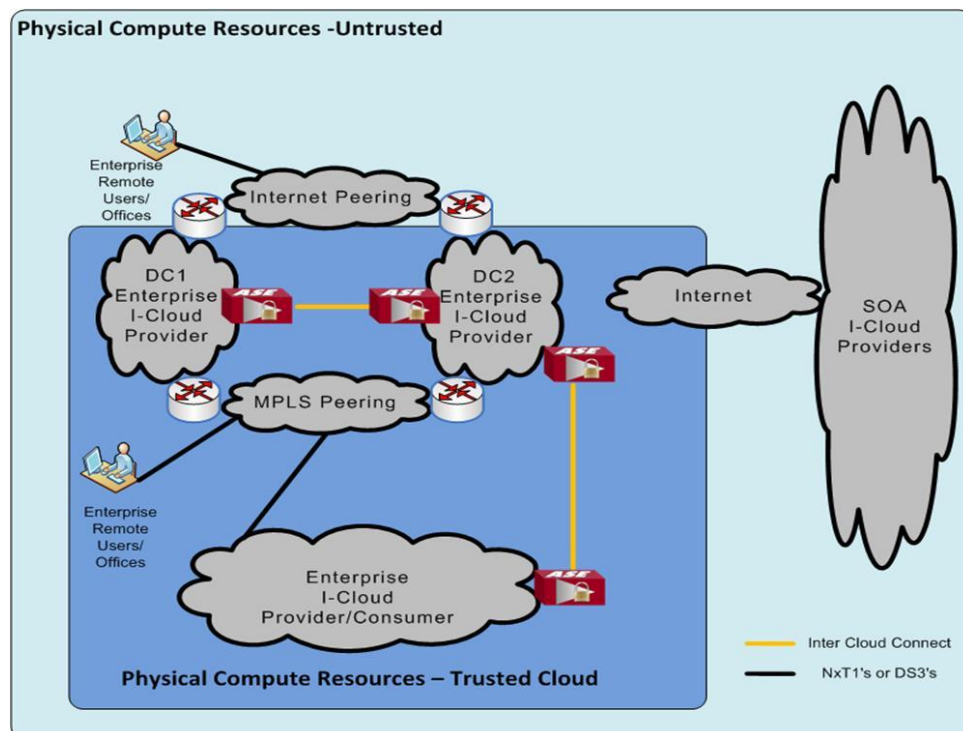 Physical Compute Resources -Untrusted
Enterprise
Remote
Users/
Offices
Internet Peering
DC1
Enterprise
I-Cloud
Provider
ASE
ASE
DC2
Enterprise
I-Cloud
Provider
Internet
SOA
I-Cloud
Providers
ASE
MPLS Peering
Enterprise
Remote
Users/
Offices
Enterprise
I-Cloud
Provider/Consumer
ASE
Inter Cloud Connect
NxT1's or DS3's
Physical Compute Resources – Trusted Cloud